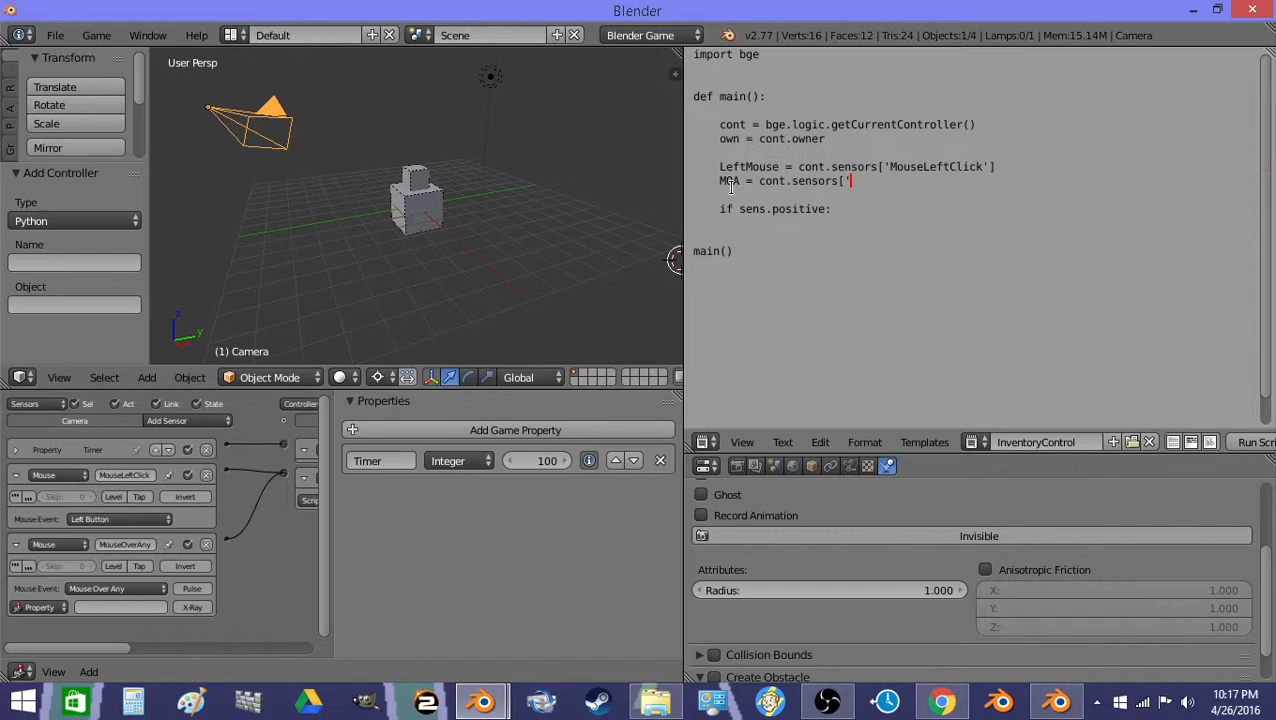 Blender
File Game Window Help Default Scene Blender Game v2.77 | Verts:16 | Faces:12 | Tris:24 | Objects:1/4 | Lamps:0/1 | Mem:15.14M | Camera
Transform
Translate
Rotate
Scale
Mirror
Add Controller
Type
Python
Name
Object
R
A
P
Gr
User Persp
z
y
(1) Camera
View Select Add Object Object Mode Global
import bge
def main():
cont = bge.logic.getCurrentController()
own = cont.owner
LeftMouse = cont.sensors['MouseLeftClick']
MOA = cont.sensors['
if sens.positive:
main()
View Text Edit Format Templates InventoryControl Run Scri
Sensors Sel Act Link State Controller
Camera Add Sensor
Property Timer
Mouse MouseLeftClick
Skip: 0 Level Tap Invert
Mouse Event: Left Button
Mouse MouseOverAny
Skip: 0 Level Tap Invert
Mouse Event: Mouse Over Any Pulse
Property X-Ray
Scrip
View Add
Properties
Add Game Property
Timer Integer 100
Ghost
Record Animation
Invisible
Attributes:
Radius: 1.000
Anisotropic Friction
X: 1.000
Y: 1.000
Z: 1.000
Collision Bounds
Create Obstacle
10:17 PM
4/26/2016